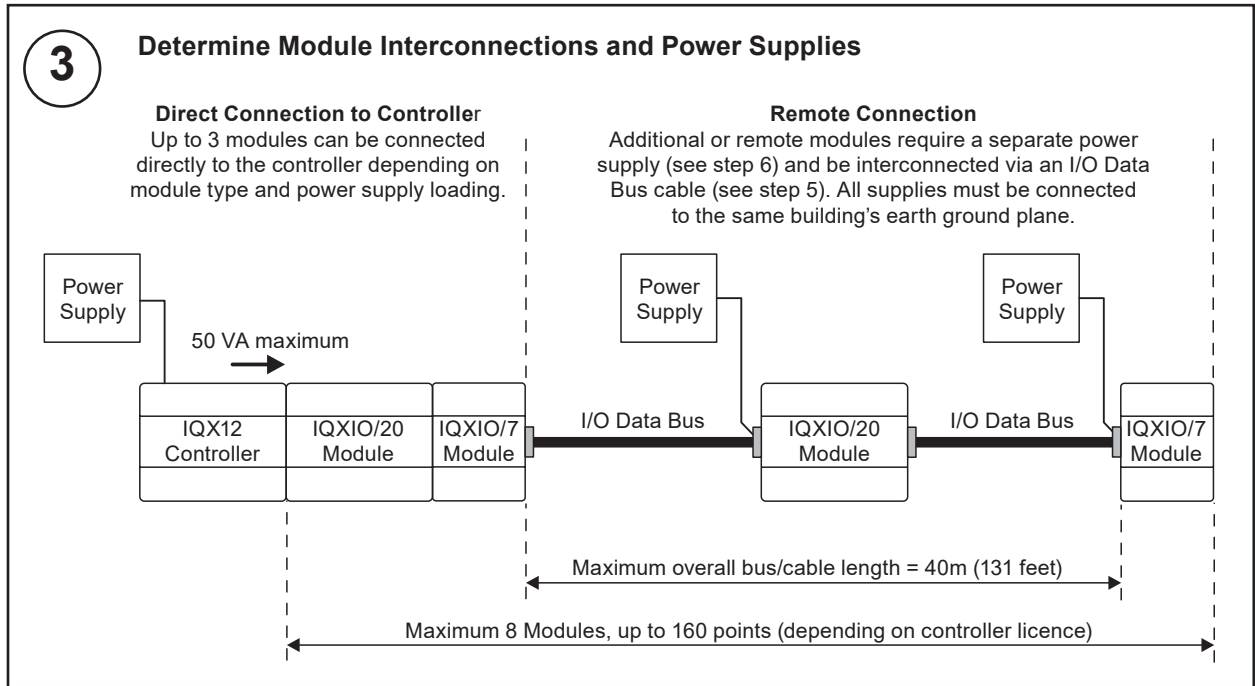 3
Determine Module Interconnections and Power Supplies
Direct Connection to Controller
Up to 3 modules can be connected
directly to the controller depending on
module type and power supply loading.
Remote Connection
Additional or remote modules require a separate power
supply (see step 6) and be interconnected via an I/O Data
Bus cable (see step 5). All supplies must be connected
to the same building’s earth ground plane.
Power
Supply
50 VA maximum
Power
Supply
Power
Supply
IQX12
Controller
IQXIO/20
Module
IQXIO/7
Module
I/O Data Bus
IQXIO/20
Module
I/O Data Bus
IQXIO/7
Module
Maximum overall bus/cable length = 40m (131 feet)
Maximum 8 Modules, up to 160 points (depending on controller licence)